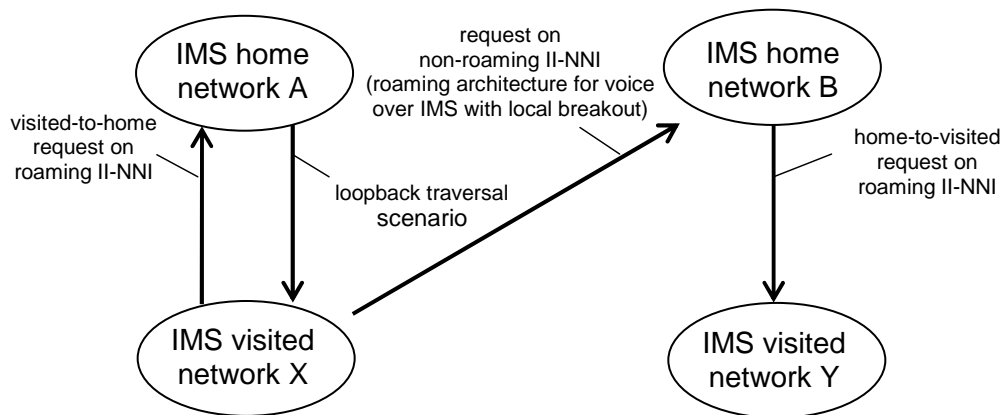 IMS home
network A
request on
non-roaming II-NNI
(roaming architecture for voice
over IMS with local breakout)
IMS home
network B
visited-to-home
request on
roaming II-NNI
loopback traversal
scenario
home-to-visited
request on
roaming II-NNI
IMS visited
network X
IMS visited
network Y